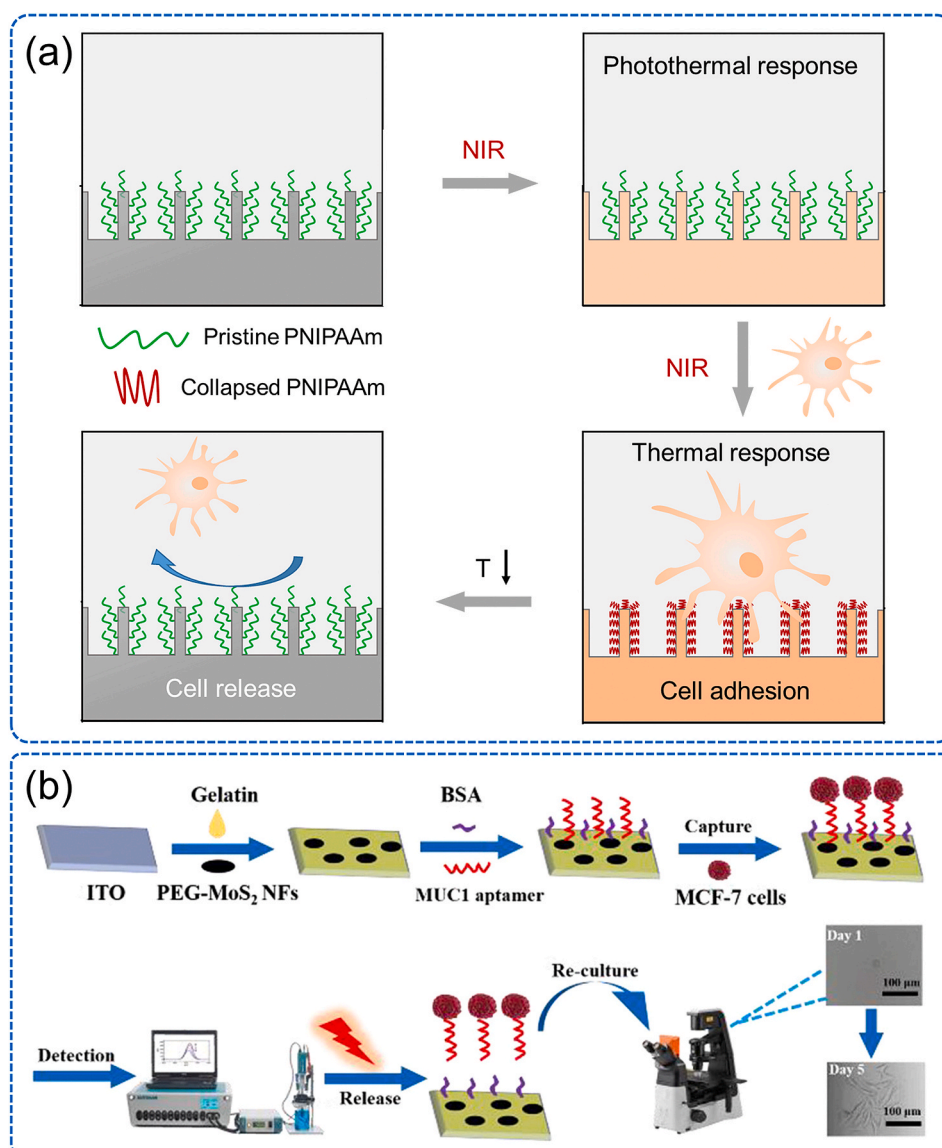 (a)
Photothermal response
NIR
Pristine PNIPAAm
Collapsed PNIPAAm
NIR
Thermal response
T
Cell release
Cell adhesion
(b)
Gelatin
BSA
Capture
ITO
PEG-MoS₂ NFs
MUC1 aptamer
MCF-7 cells
Day 1
100 μm
Re-culture
Detection
Release
Day 5
100 μm